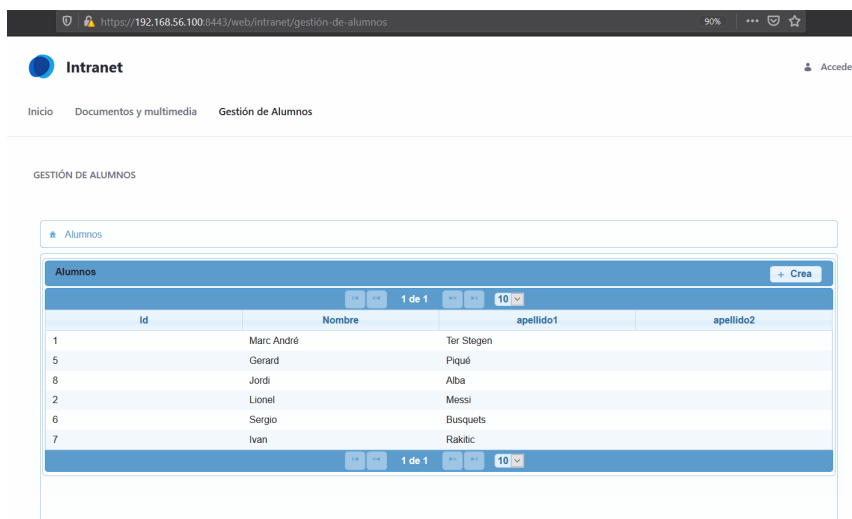 https://192.168.56.100:8443/web/intranet/gestión-de-alumnos 90%
Intranet Accede
Inicio Documentos y multimedia Gestión de Alumnos
GESTIÓN DE ALUMNOS
Alumnos
Alumnos + Crea
1 de 1 10
Id Nombre apellido1 apellido2
1 Marc André Ter Stegen
5 Gerard Piqué
8 Jordi Alba
2 Lionel Messi
6 Sergio Busquets
7 Ivan Rakitic
1 de 1 10